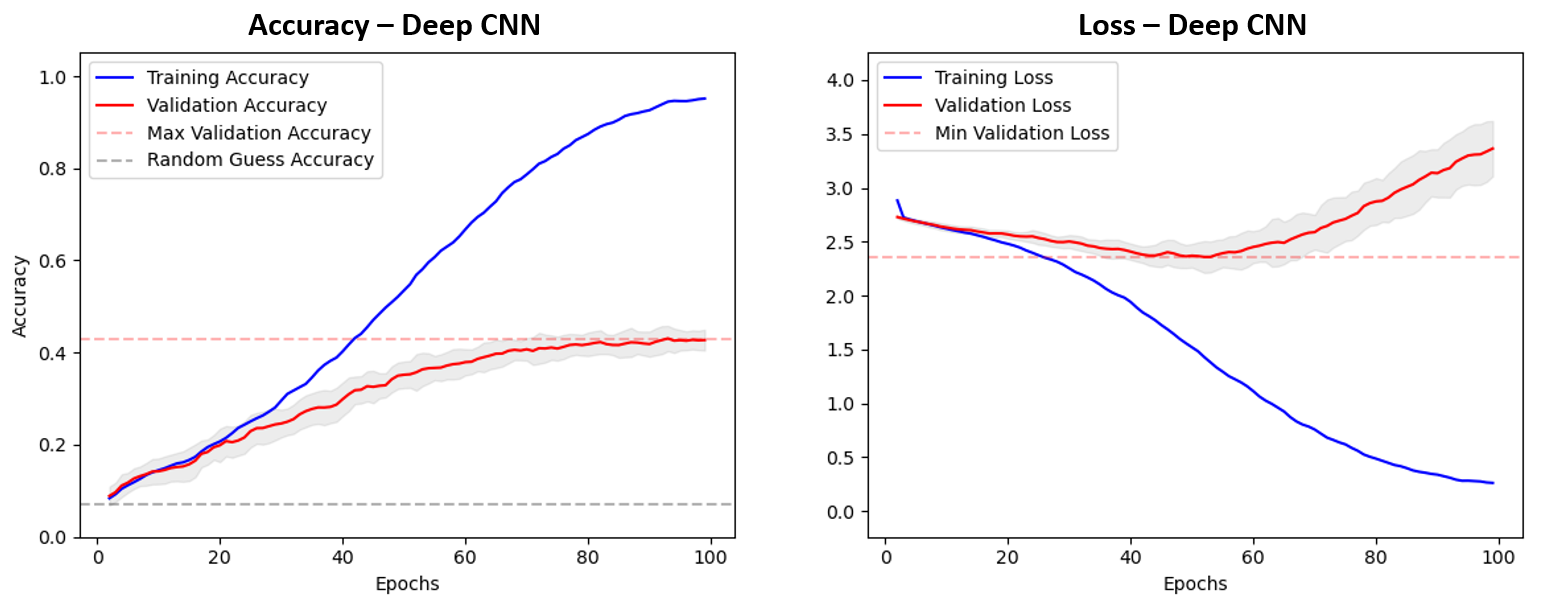 Accuracy – Deep CNN
Training Accuracy
Validation Accuracy
Max Validation Accuracy
Random Guess Accuracy
1.0
0.8
0.6
0.4
0.2
0.0
Accuracy
0 20 40 60 80 100
Epochs
Loss – Deep CNN
Training Loss
Validation Loss
Min Validation Loss
4.0
3.5
3.0
2.5
2.0
1.5
1.0
0.5
0.0
0 20 40 60 80 100
Epochs